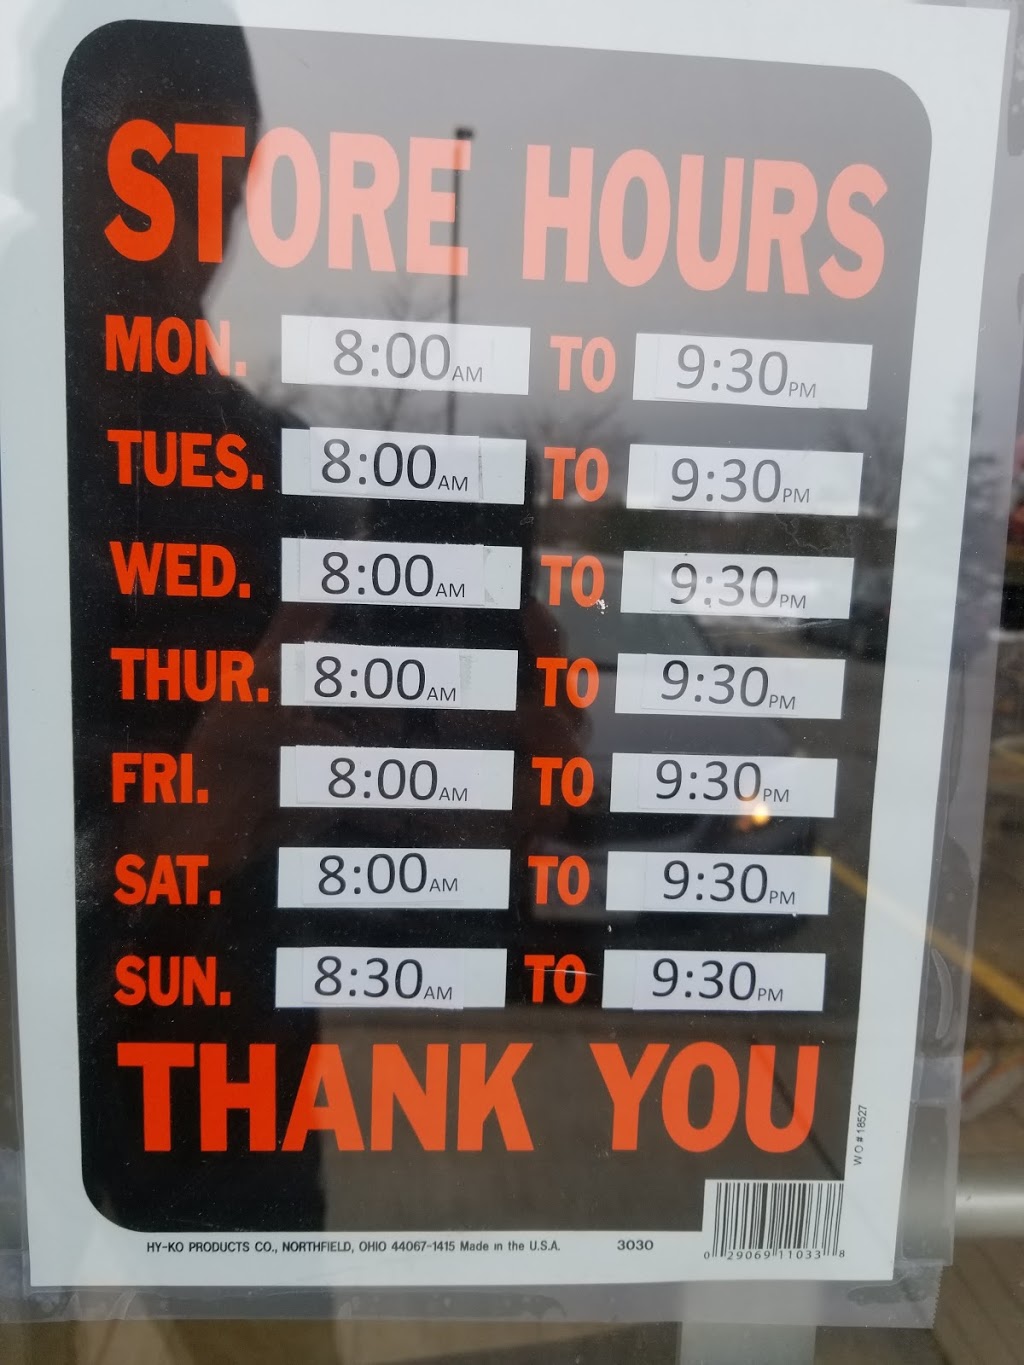 STORE HOURS
MON. 8:00AM TO 9:30PM
TUES. 8:00AM TO 9:30PM
WED. 8:00AM TO 9:30PM
THUR. 8:00AM TO 9:30PM
FRI. 8:00AM TO 9:30PM
SAT. 8:00AM TO 9:30PM
SUN. 8:30AM TO 9:30PM
THANK YOU
WO#18527
HY-KO PRODUCTS CO., NORTHFIELD, OHIO 44067-1415 Made in the U.S.A. 3030
0 29069 11033 8